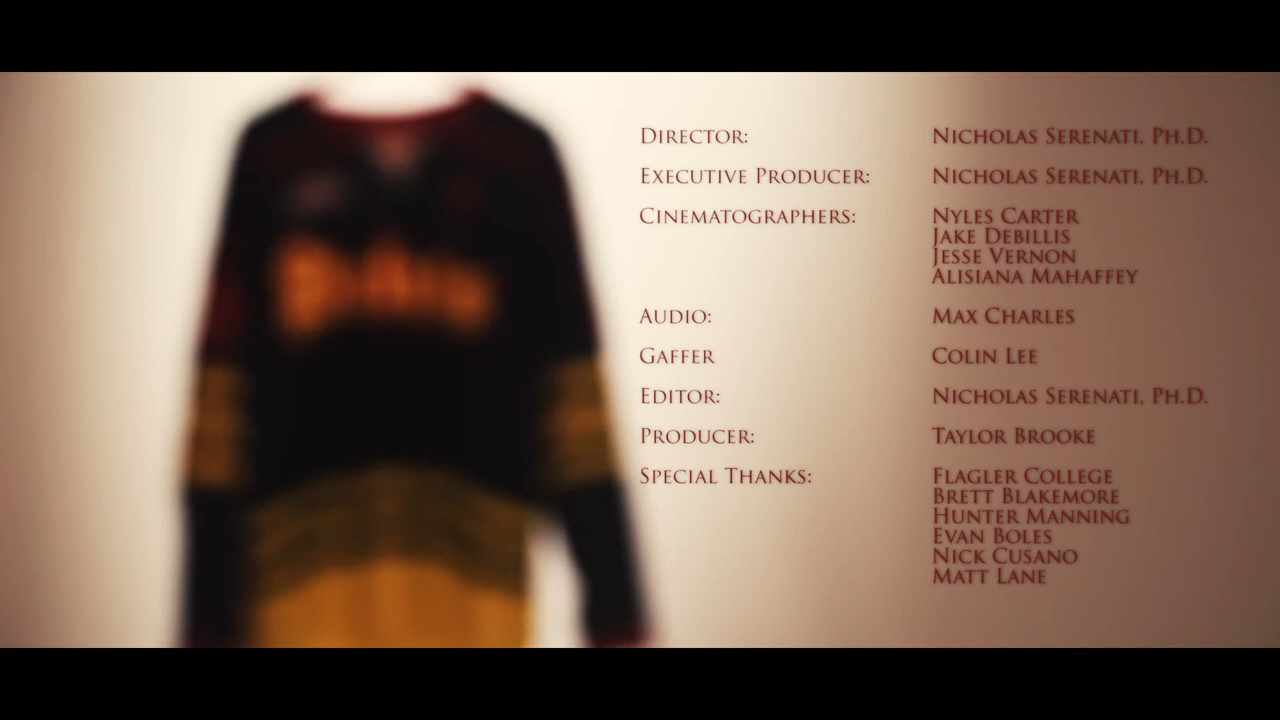 Director: Nicholas Serenati, Ph.D.
Executive Producer: Nicholas Serenati, Ph.D.
Cinematographers: Nyles Carter
Jake Debillis
Jesse Vernon
Alisiana Mahaffey
Audio: Max Charles
Gaffer Colin Lee
Editor: Nicholas Serenati, Ph.D.
Producer: Taylor Brooke
Special Thanks: Flagler College
Brett Blakemore
Hunter Manning
Evan Boles
Nick Cusano
Matt Lane